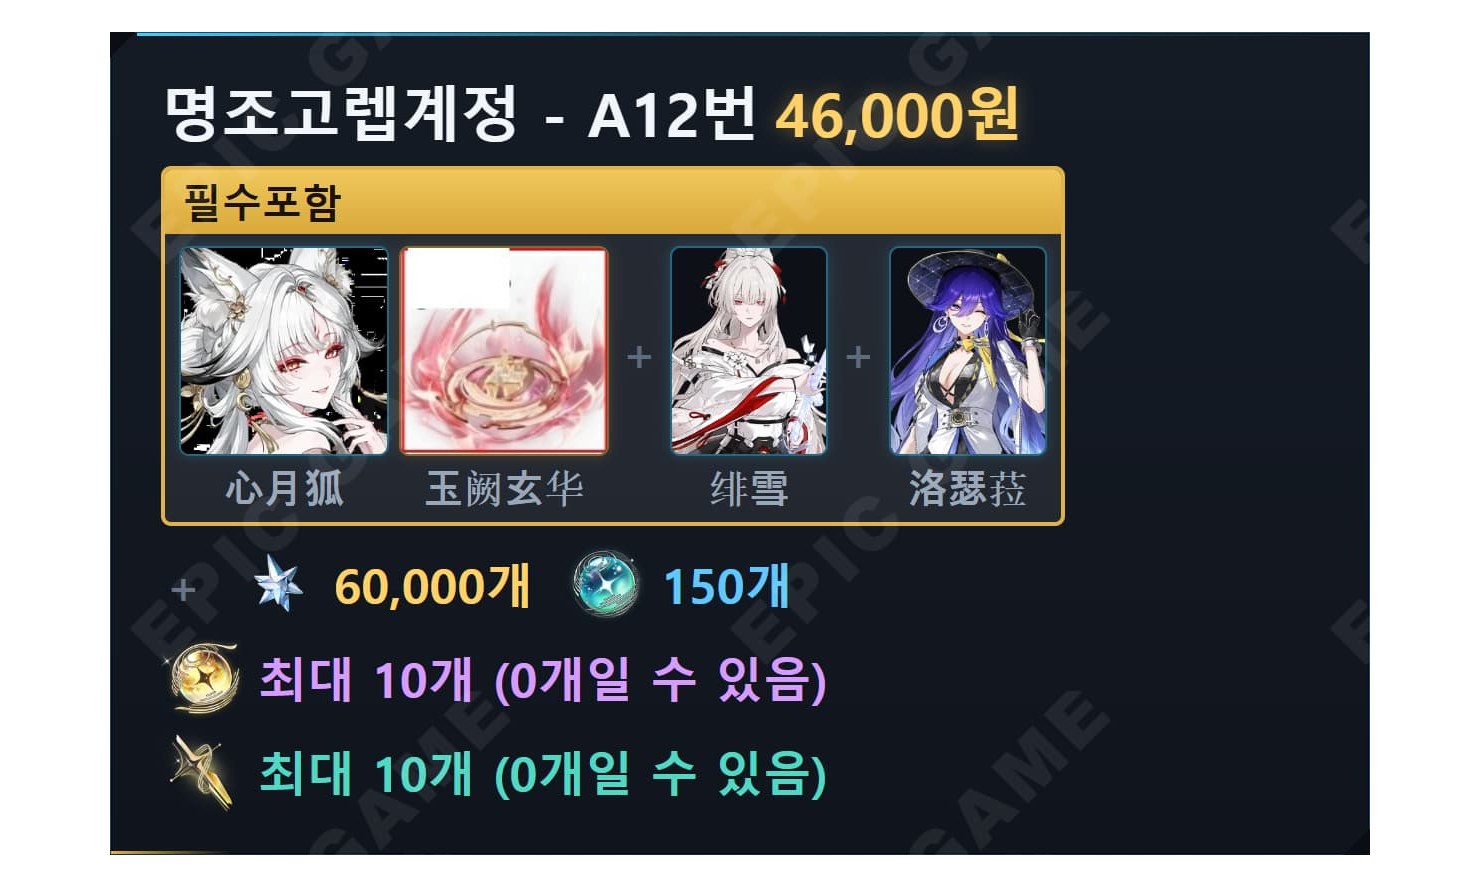 명조고렙계정 - A12번 46,000원
필수포함
心月狐 玉阙玄华 + 绯雪 + 洛瑟菈
+ 60,000개 150개
최대 10개 (0개일 수 있음)
최대 10개 (0개일 수 있음)
EPIC GAME